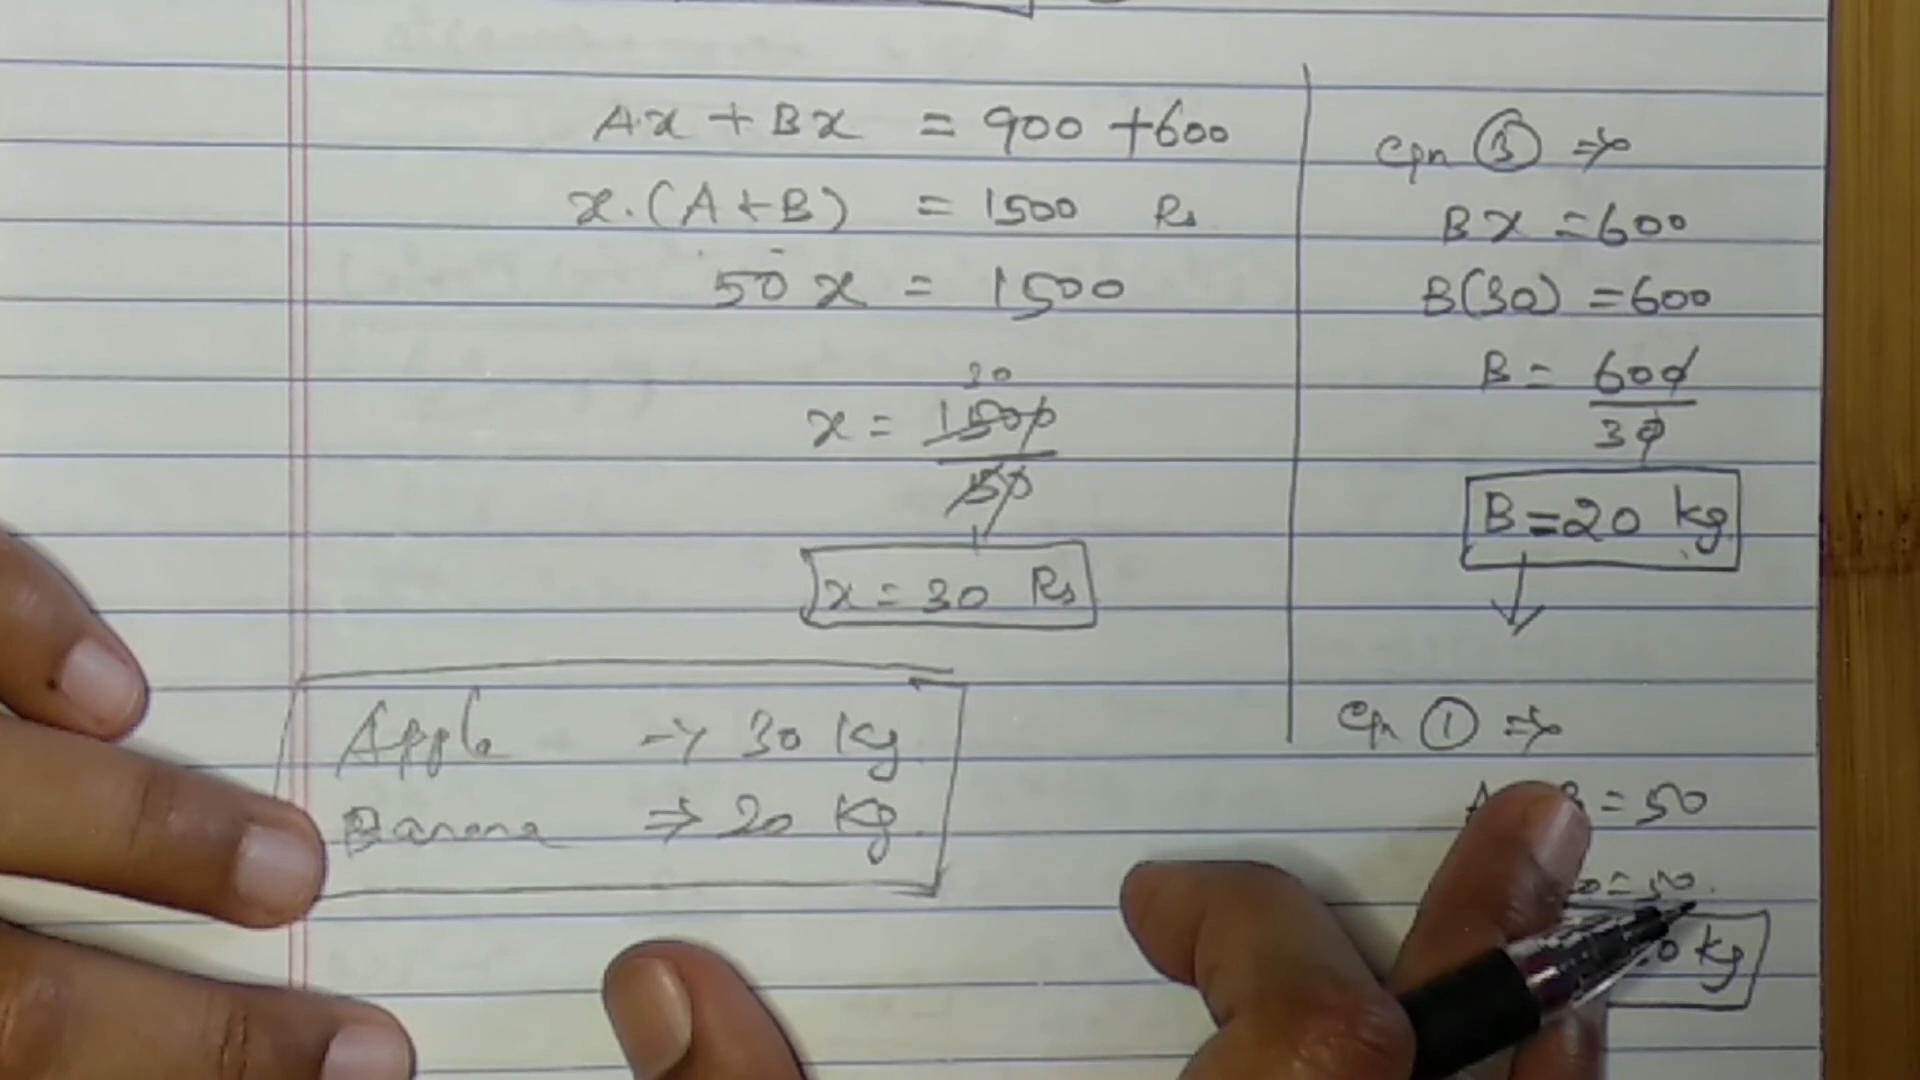 Ax + Bx = 900 + 600
x.(A+B) = 1500 Rs
50 x = 1500
30
x = 1500
50
x = 30 Rs
Apple → 30 Kg
Banana ⇒ 20 Kg
Eqn ③ ⇒
Bx = 600
B(30) = 600
B = 600
30
B = 20 kg
Eqn ① ⇒
= 50
= 50
Kg